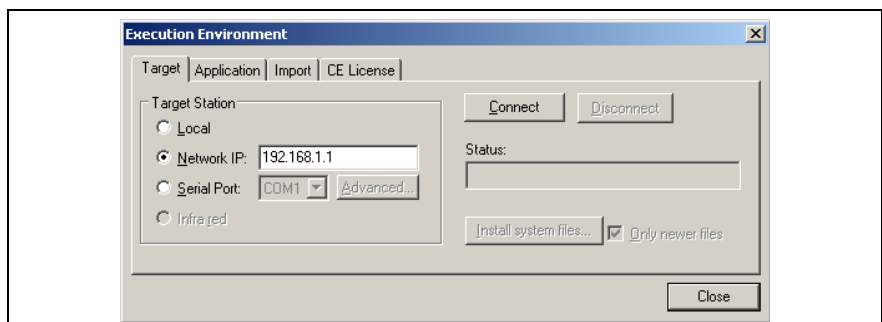 Execution Environment
Target Application Import CE License
Target Station
Local
Network IP: 192.168.1.1
Serial Port: COM1 Advanced...
Infra red
Connect Disconnect
Status:
Install system files... Only newer files
Close